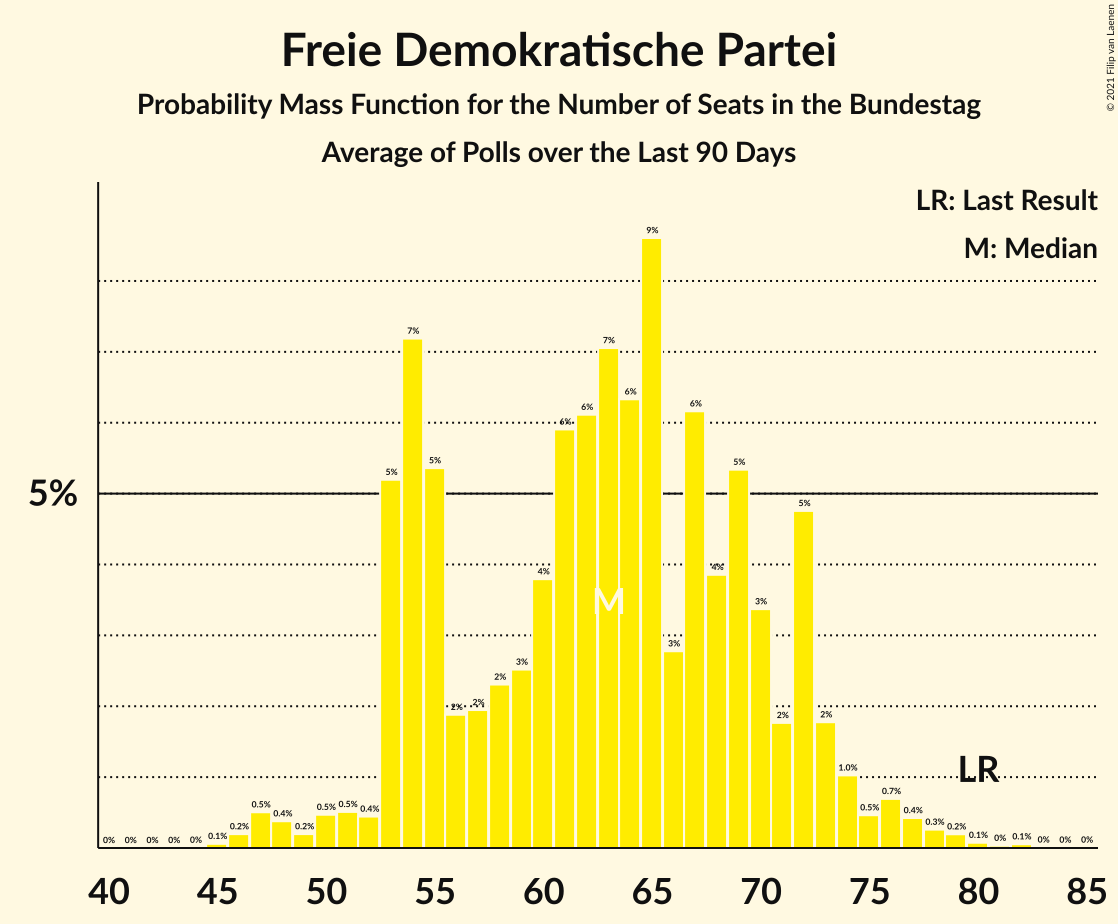 Freie Demokratische Partei
Probability Mass Function for the Number of Seats in the Bundestag
Average of Polls over the Last 90 Days
© 2021 Filip van Laenen
LR: Last Result
M: Median
5%
0% 0% 0% 0% 0% 0.1% 0.2% 0.5% 0.4% 0.2% 0.5% 0.5% 0.4% 5% 7% 5% 2% 2% 2% 3% 4% 6% 6% 7% 6% 9% 3% 6% 4% 5% 3% 2% 5% 2% 1.0% 0.5% 0.7% 0.4% 0.3% 0.2% 0.1% 0% 0.1% 0% 0% 0%
M
LR
40 45 50 55 60 65 70 75 80 85